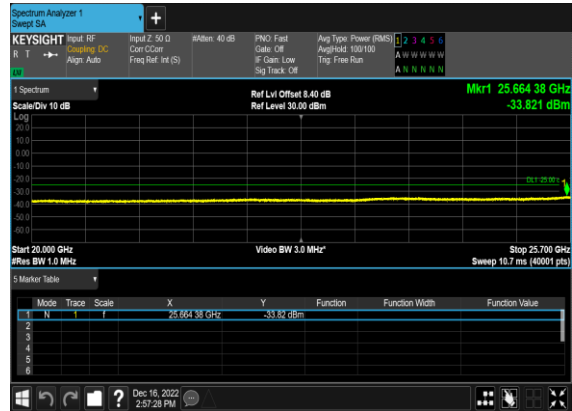 Spectrum Analyzer 1
Swept SA
+
KEYSIGHT Input: RF Input Z: 50 Ω #Atten: 40 dB PNO: Fast Avg Type: Power (RMS) 1 2 3 4 5 6
R T Coupling: DC Corr CCorr Gate: Off Avg|Hold: 100/100 A W W W W W
Align: Auto Freq Ref: Int (S) IF Gain: Low Trig: Free Run
Sig Track: Off A N N N N N
1 Spectrum Ref Lvl Offset 8.40 dB Mkr1 25.664 38 GHz
Scale/Div 10 dB Ref Level 30.00 dBm -33.821 dBm
Log
20.0
10.0
0.00
-10.0
-20.0
-30.0
-40.0
-50.0
-60.0
1
Start 20.000 GHz Video BW 3.0 MHz* Stop 25.700 GHz
#Res BW 1.0 MHz Sweep 10.7 ms (40001 pts)
5 Marker Table
Mode Trace Scale X Y Function Function Width Function Value
1 N 1 f 25.664 38 GHz -33.82 dBm
2
3
4
5
6
? Dec 16, 2022
2:57:28 PM